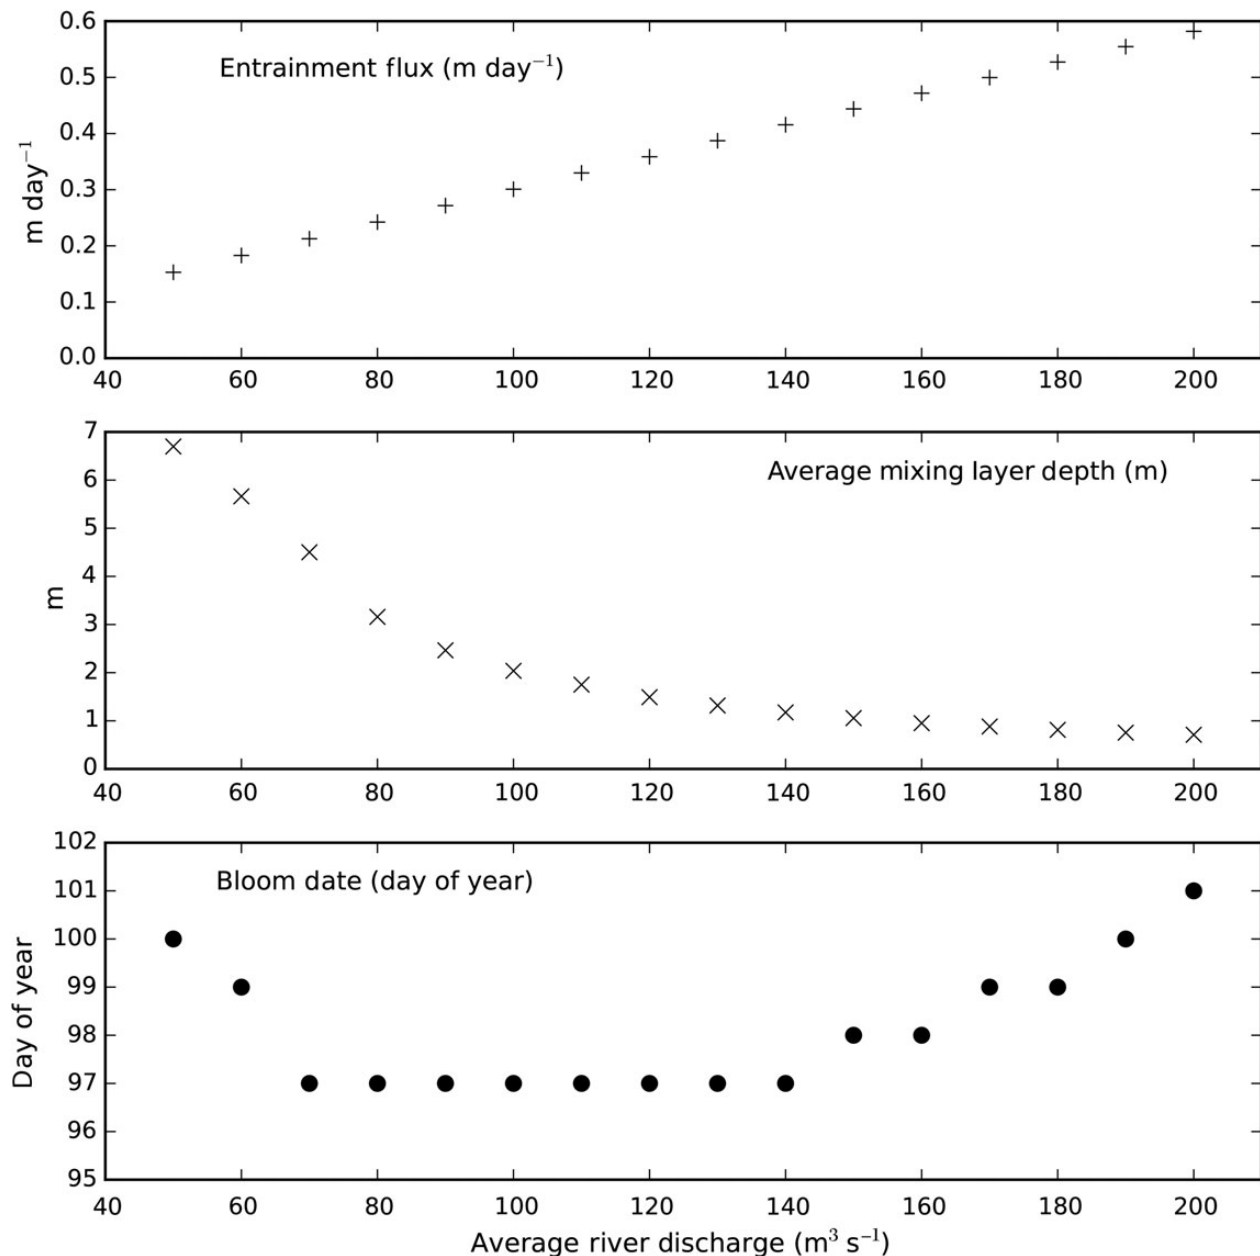 0.6
Entrainment flux (m day⁻¹)
0.5
0.4
m day⁻¹
0.3
0.2
0.1
0.0
40 60 80 100 120 140 160 180 200
7
Average mixing layer depth (m)
6
5
4
m
3
2
1
0
40 60 80 100 120 140 160 180 200
102
Bloom date (day of year)
101
100
99
Day of year
98
97
96
95
40 60 80 100 120 140 160 180 200
Average river discharge (m³ s⁻¹)